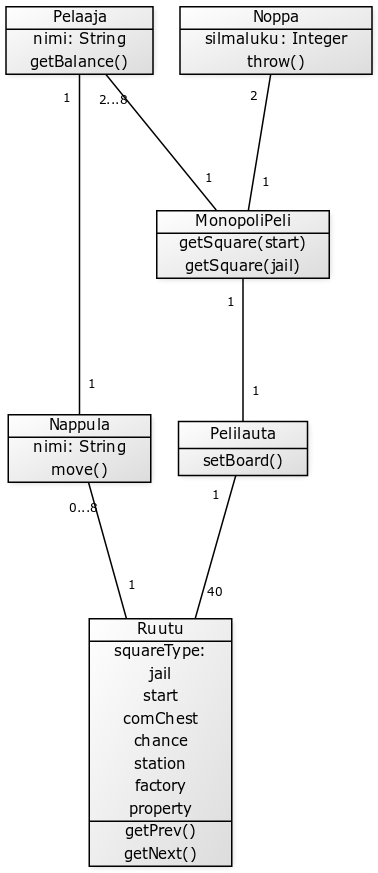 Pelaaja
nimi: String
getBalance()
Noppa
silmaluku: Integer
throw()
1
2...8
2
1
1
MonopoliPeli
getSquare(start)
getSquare(jail)
1
1
1
Nappula
nimi: String
move()
Pelilauta
setBoard()
0...8
1
1
40
Ruutu
squareType:
jail
start
comChest
chance
station
factory
property
getPrev()
getNext()